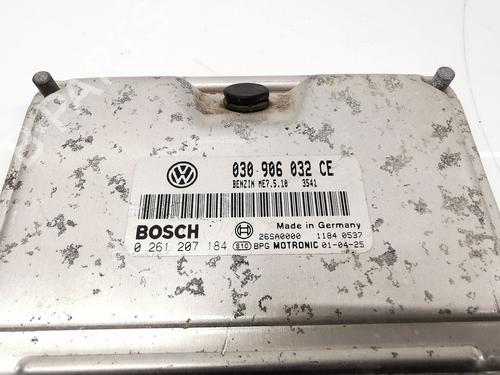 030 906 032 CE
BENZIN ME7.5.10 3541
BOSCH
Made in Germany
26SA0000 1184 0537
0 261 207 184 BPG MOTRONIC 01-04-25